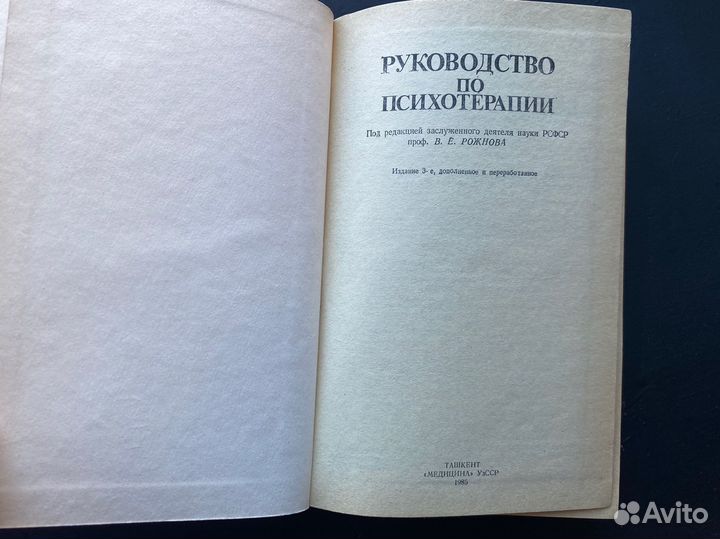 РУКОВОДСТВО
ПО
ПСИХОТЕРАПИИ
Под редакцией заслуженного деятеля науки РСФСР
проф. В. Е. РОЖНОВА
Издание 3-е, дополненное и переработанное
ТАШКЕНТ
«МЕДИЦИНА» УзССР
1985
Avito